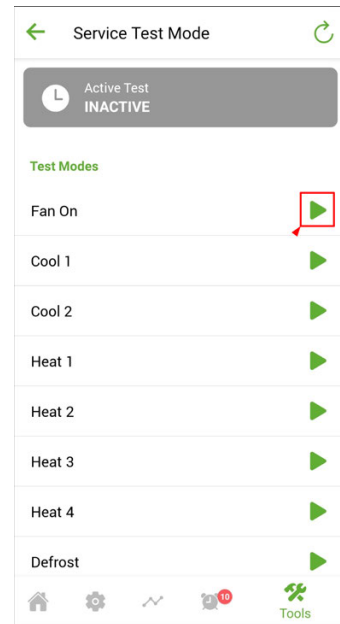 Service Test Mode
Active Test
INACTIVE
Test Modes
Fan On
Cool 1
Cool 2
Heat 1
Heat 2
Heat 3
Heat 4
Defrost
10
Tools